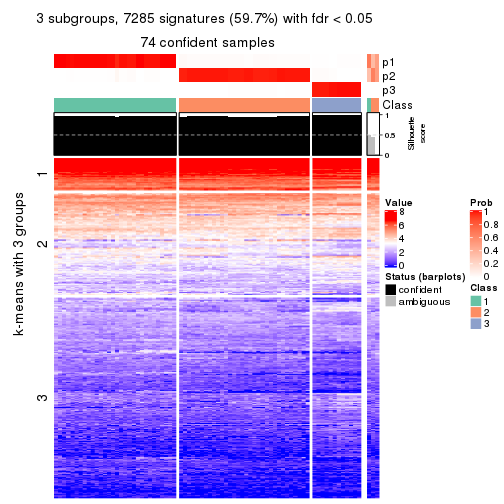 3 subgroups, 7285 signatures (59.7%) with fdr < 0.05
74 confident samples
p1
p2
p3
Class
1
0.5
0
Silhouette
score
k-means with 3 groups
1
2
3
Value
8
6
4
2
0
Status (barplots)
confident
ambiguous
Prob
1
0.8
0.6
0.4
0.2
0
Class
1
2
3